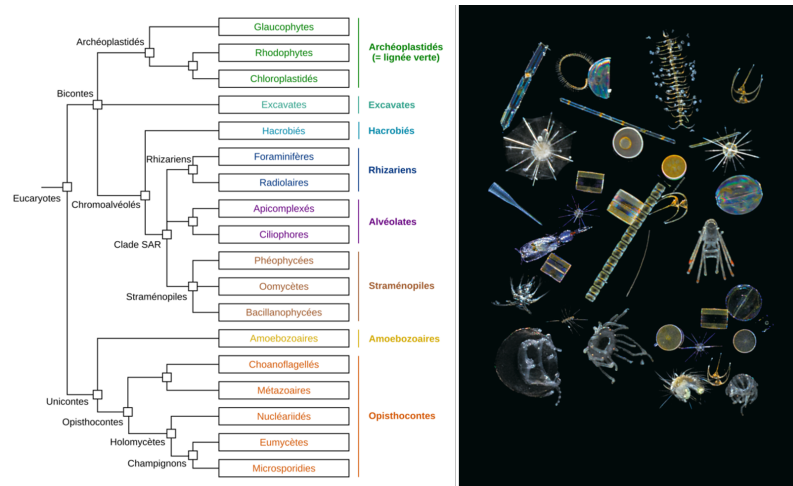 Glaucophytes
Archéoplastidés
Rhodophytes
Archéoplastidés
(= lignée verte)
Chloroplastidés
Bicontes
Excavates
Excavates
Hacrobiés
Hacrobiés
Rhizariens
Foraminifères
Rhizariens
Radiolaires
Eucaryotes
Chromoalvéolés
Apicomplexés
Alvéolates
Ciliophores
Clade SAR
Phéophycées
Oomycètes
Straménopiles
Straménopiles
Bacillanophycées
Amoebozoaires
Amoebozoaires
Choanoflagellés
Métazoaires
Unicontes
Opisthocontes
Nucléariidés
Opisthocontes
Holomycètes
Eumycètes
Champignons
Microsporidies